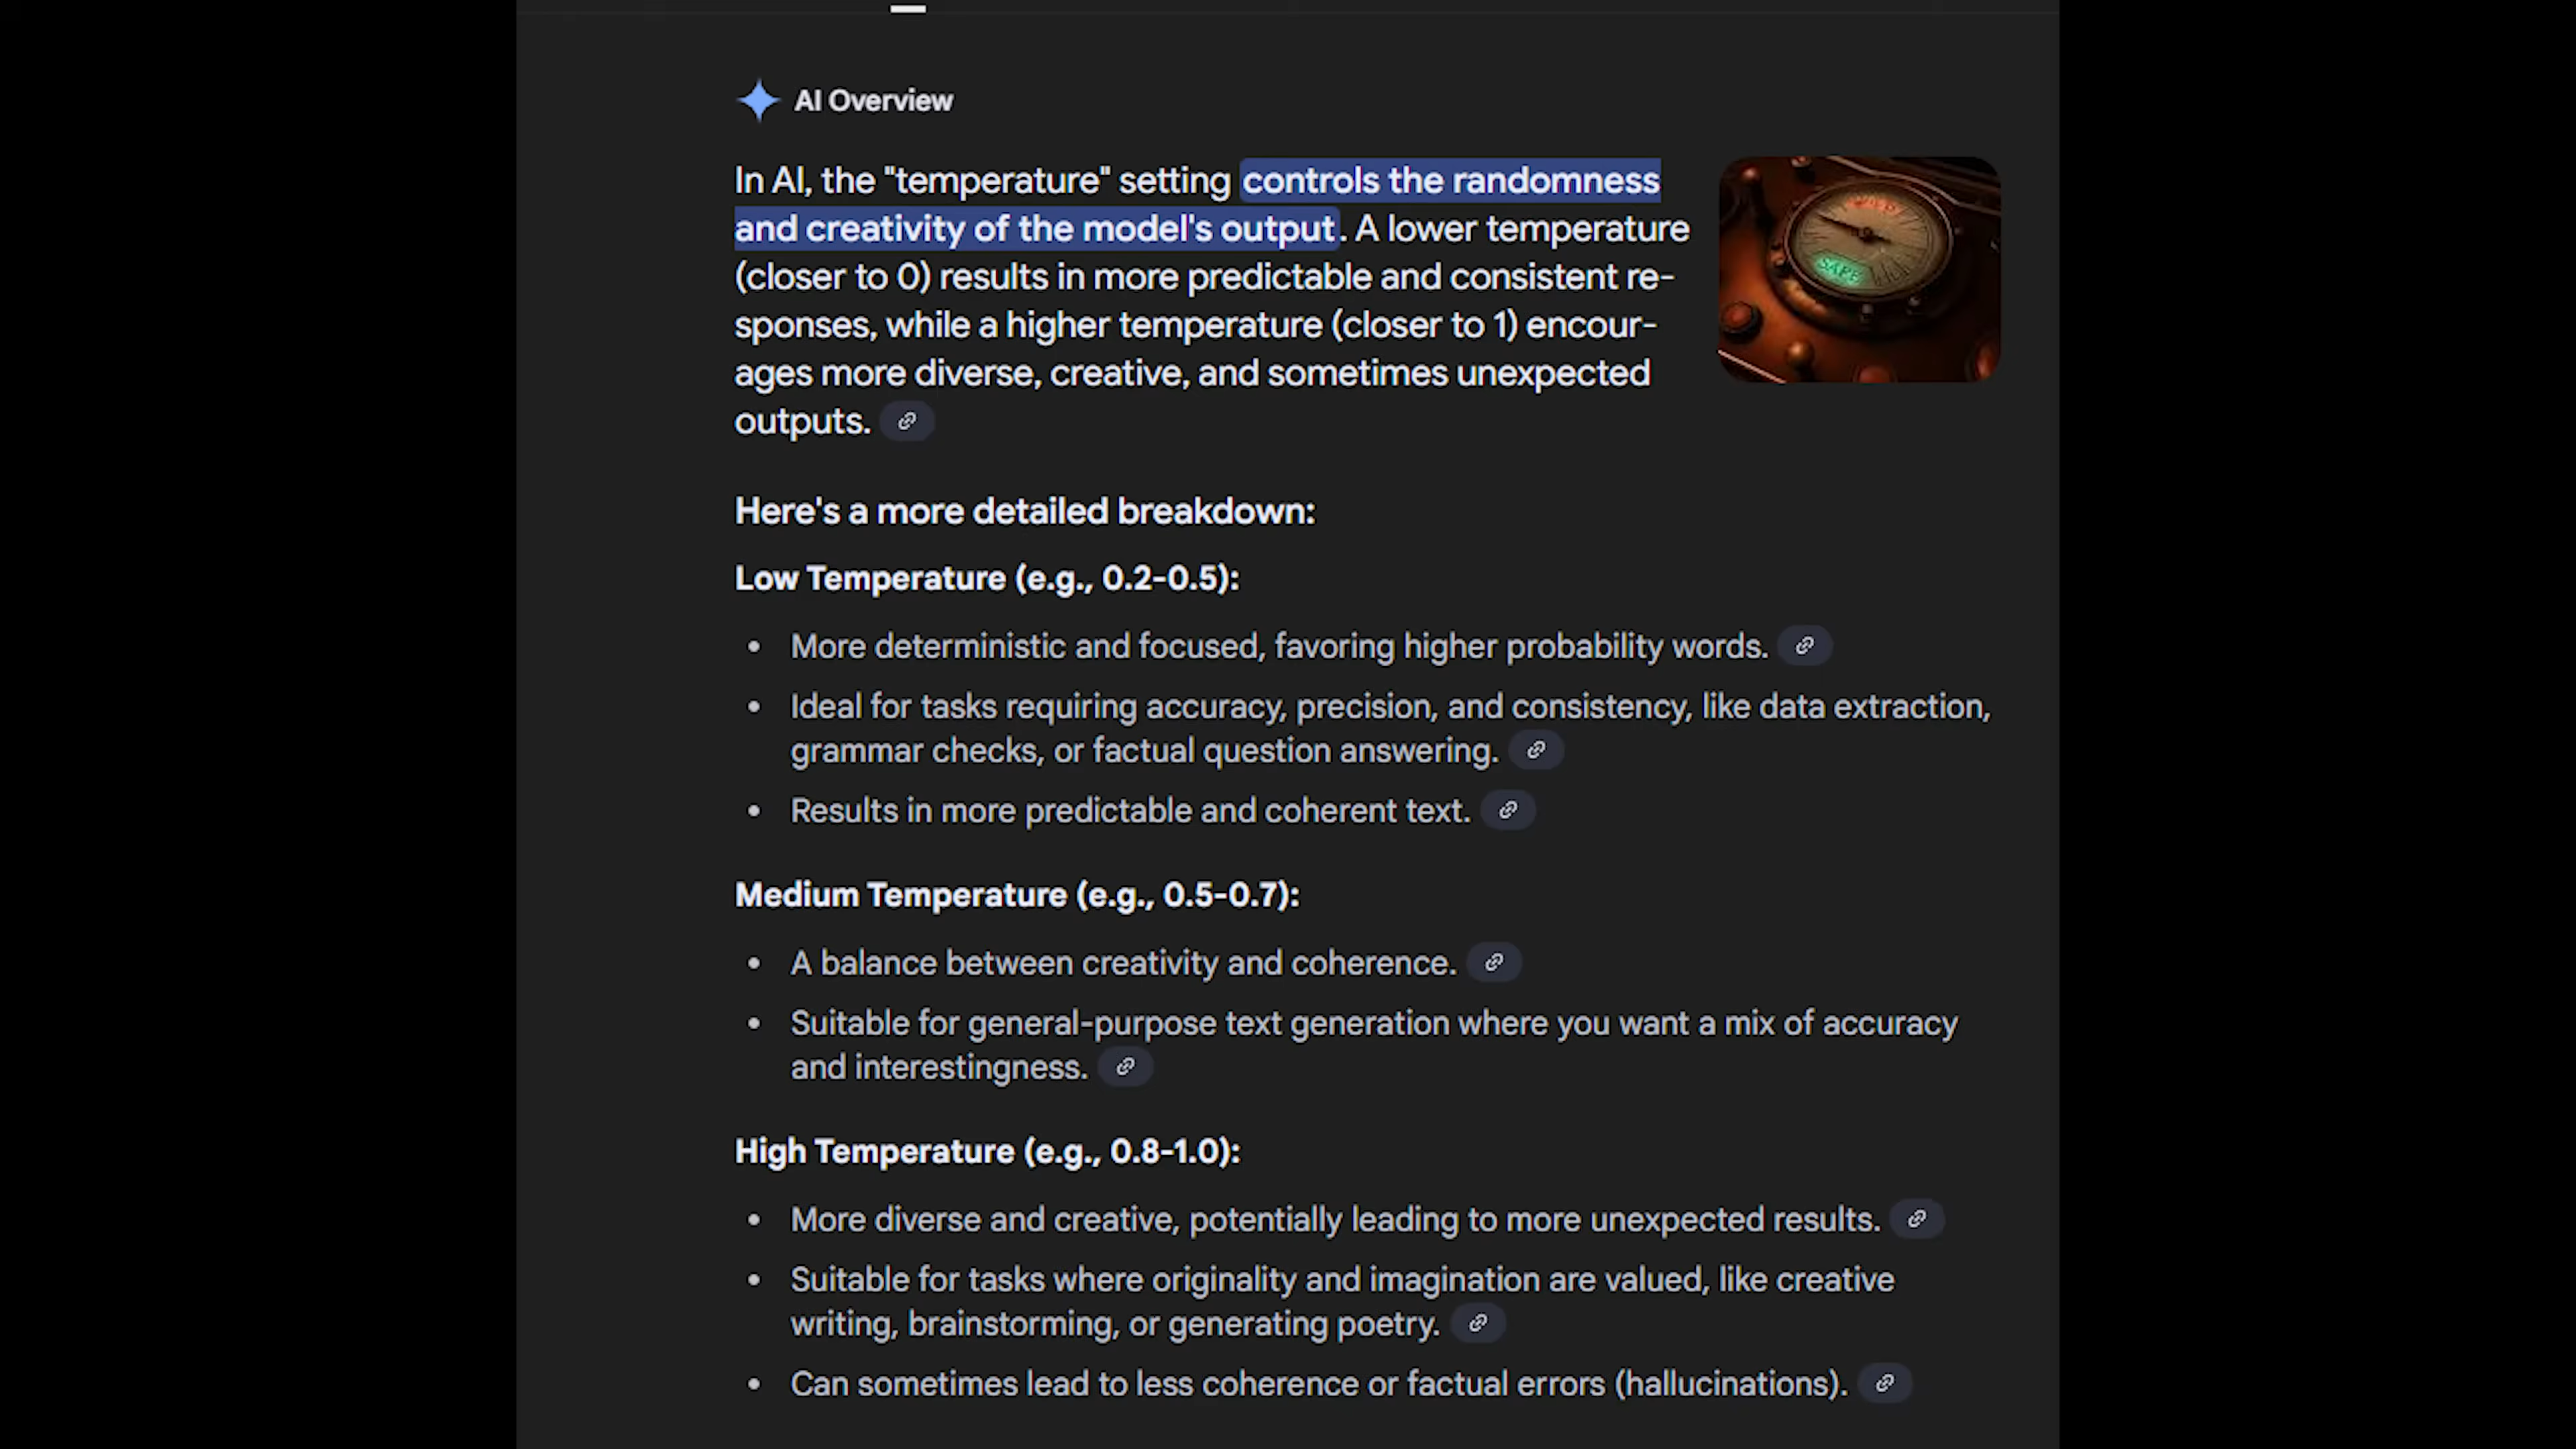 AI Overview
In AI, the "temperature" setting controls the randomness
and creativity of the model's output. A lower temperature
(closer to 0) results in more predictable and consistent re-
sponses, while a higher temperature (closer to 1) encour-
ages more diverse, creative, and sometimes unexpected
outputs.
SAFE
Here's a more detailed breakdown:
Low Temperature (e.g., 0.2-0.5):
• More deterministic and focused, favoring higher probability words.
• Ideal for tasks requiring accuracy, precision, and consistency, like data extraction,
grammar checks, or factual question answering.
• Results in more predictable and coherent text.
Medium Temperature (e.g., 0.5-0.7):
• A balance between creativity and coherence.
• Suitable for general-purpose text generation where you want a mix of accuracy
and interestingness.
High Temperature (e.g., 0.8-1.0):
• More diverse and creative, potentially leading to more unexpected results.
• Suitable for tasks where originality and imagination are valued, like creative
writing, brainstorming, or generating poetry.
• Can sometimes lead to less coherence or factual errors (hallucinations).